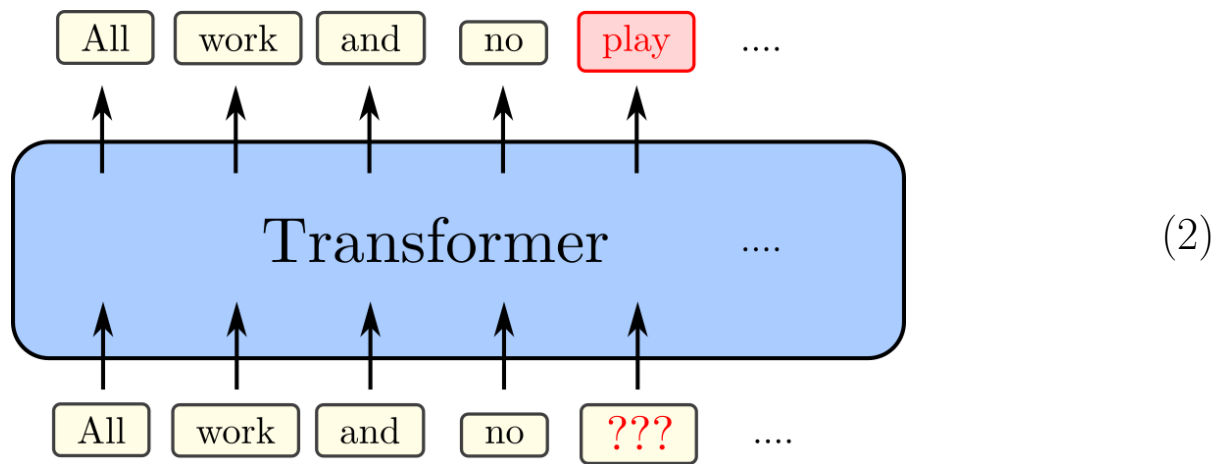 All work and no play ....
Transformer .... (2)
All work and no ??? ....